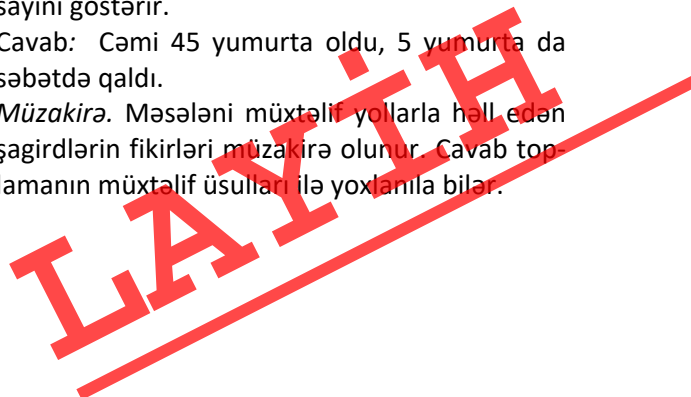 sayını göstərir.
Cavab: Cəmi 45 yumurta oldu, 5 yumurta da
səbətdə qaldı.
Müzakirə. Məsələni müxtəlif yollarla həll edən
şagirdlərin fikirləri müzakirə olunur. Cavab top-
lamanın müxtəlif üsulları ilə yoxlanıla bilər.
LAYİH